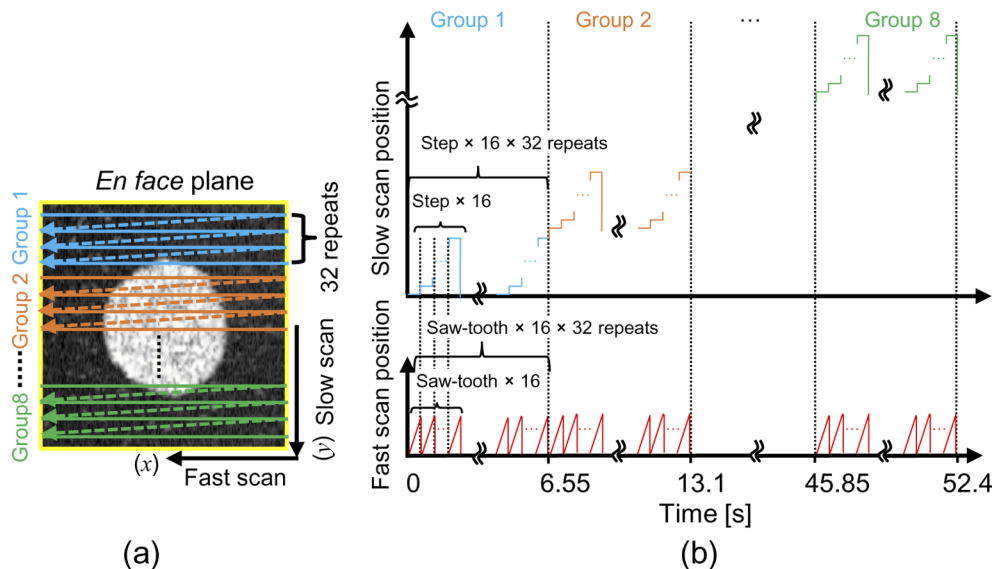 En face plane
Group 1
Group 2
Group8
32 repeats
Slow scan
(y)
(x)
Fast scan
(a)
Group 1
Group 2
...
Group 8
Slow scan position
Step × 16 × 32 repeats
Step × 16
...
...
...
...
...
...
Fast scan position
Saw-tooth × 16 × 32 repeats
Saw-tooth × 16
...
...
...
...
...
...
0
6.55
13.1
45.85
52.4
Time [s]
(b)